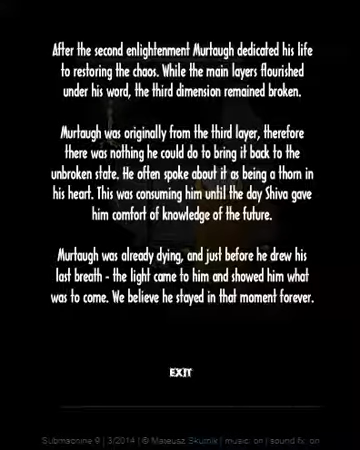 After the second enlightenment Murtaugh dedicated his life
to restoring the chaos. While the main layers flourished
under his word, the third dimension remained broken.
Murtaugh was originally from the third layer, therefore
there was nothing he could do to bring it back to the
unbroken state. He often spoke about it as being a thorn in
his heart. This was consuming him until the day Shiva gave
him comfort of knowledge of the future.
Murtaugh was already dying, and just before he drew his
last breath - the light came to him and showed him what
was to come. We believe he stayed in that moment forever.
EXIT
Submachine 9 | 3/2014 | © Mateusz Skutnik | music: on | sound fx: on